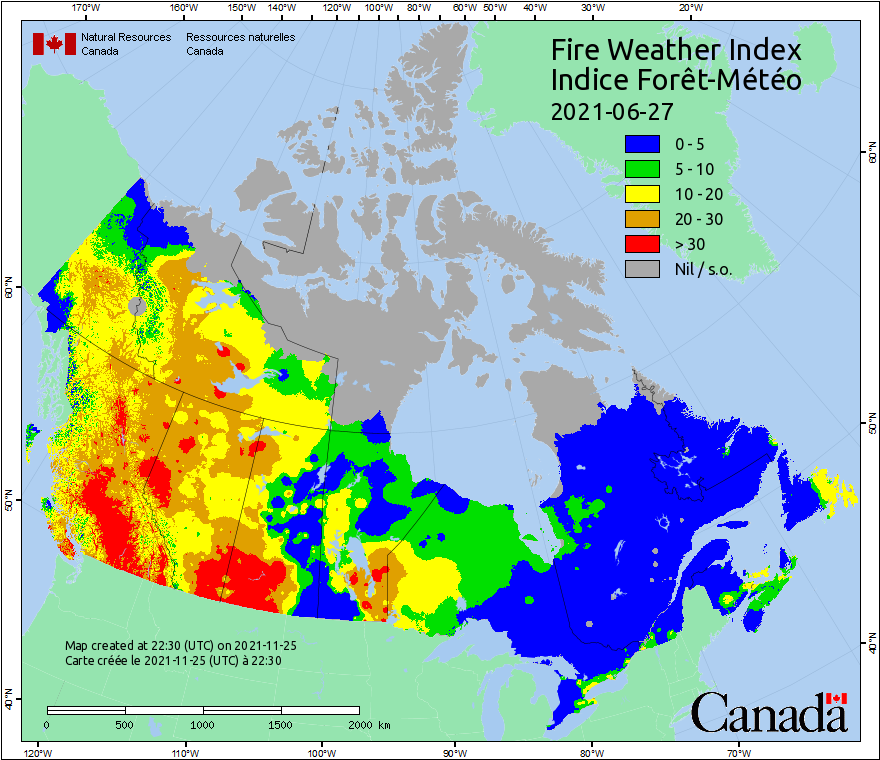 170°W 160°W 150°W 140°W 120°W 100°W 80°W 60°W 50°W 40°W 30°W 20°W
Natural Resources Ressources naturelles
Canada Canada
Fire Weather Index
Indice Forêt-Météo
2021-06-27
0 - 5
5 - 10
10 - 20
20 - 30
> 30
Nil / s.o.
60°N
60°N
50°N
50°N
40°N
40°N
Map created at 22:30 (UTC) on 2021-11-25
Carte créée le 2021-11-25 (UTC) à 22:30
0 500 1000 1500 2000 km
Canada
120°W 110°W 100°W 90°W 80°W 70°W